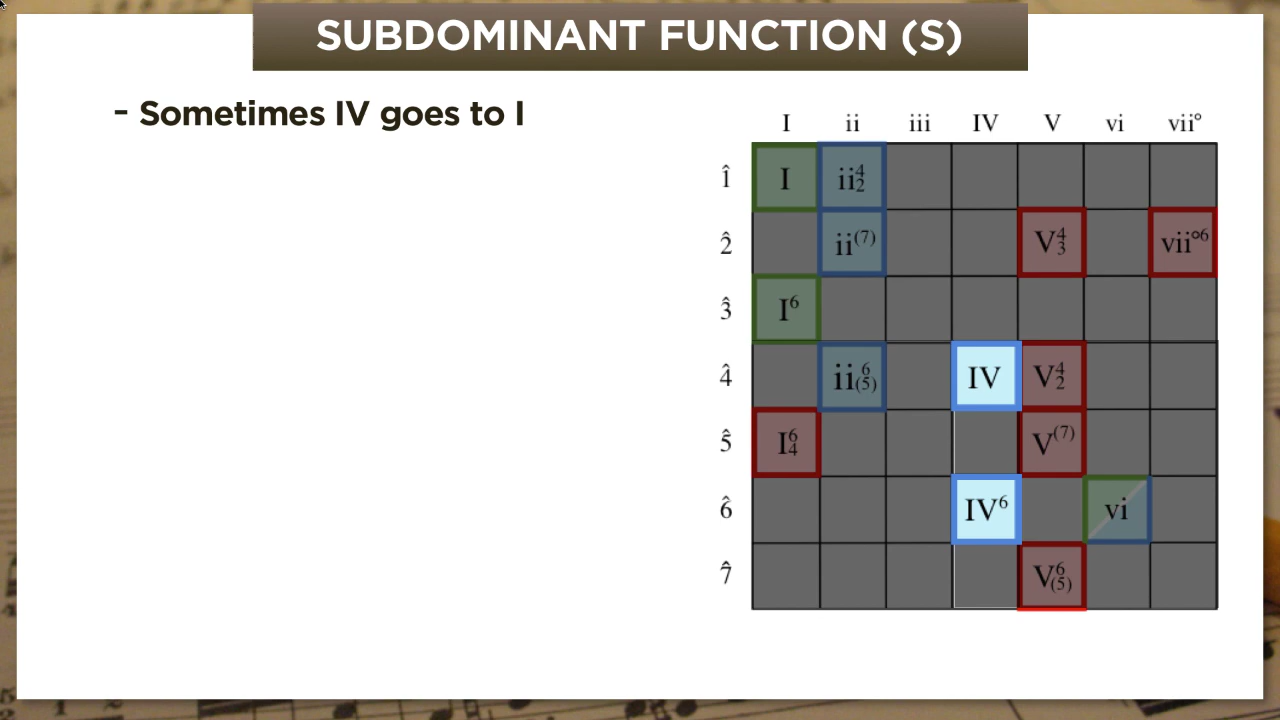 SUBDOMINANT FUNCTION (S)
- Sometimes IV goes to I
I ii iii IV V vi vii°
1̂ I ii⁴₂
2̂ ii⁽⁷⁾ V⁴₃ vii°⁶
3̂ I⁶
4̂ ii⁶₍₅₎ IV V⁴₂
5̂ I⁶₄ V⁽⁷⁾
6̂ IV⁶ vi
7̂ V⁶₍₅₎